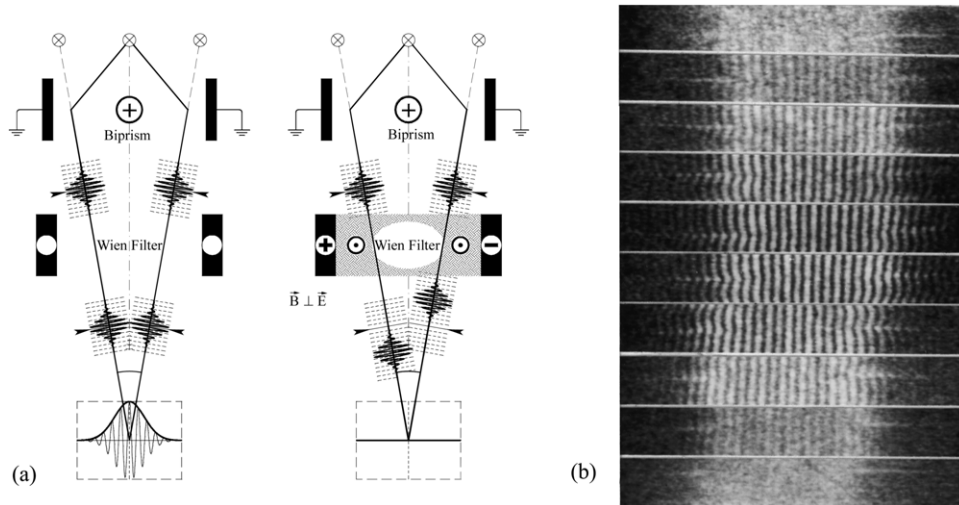 Biprism
Biprism
Wien Filter
+ Wien Filter −
B ⊥ E
(a)
(b)